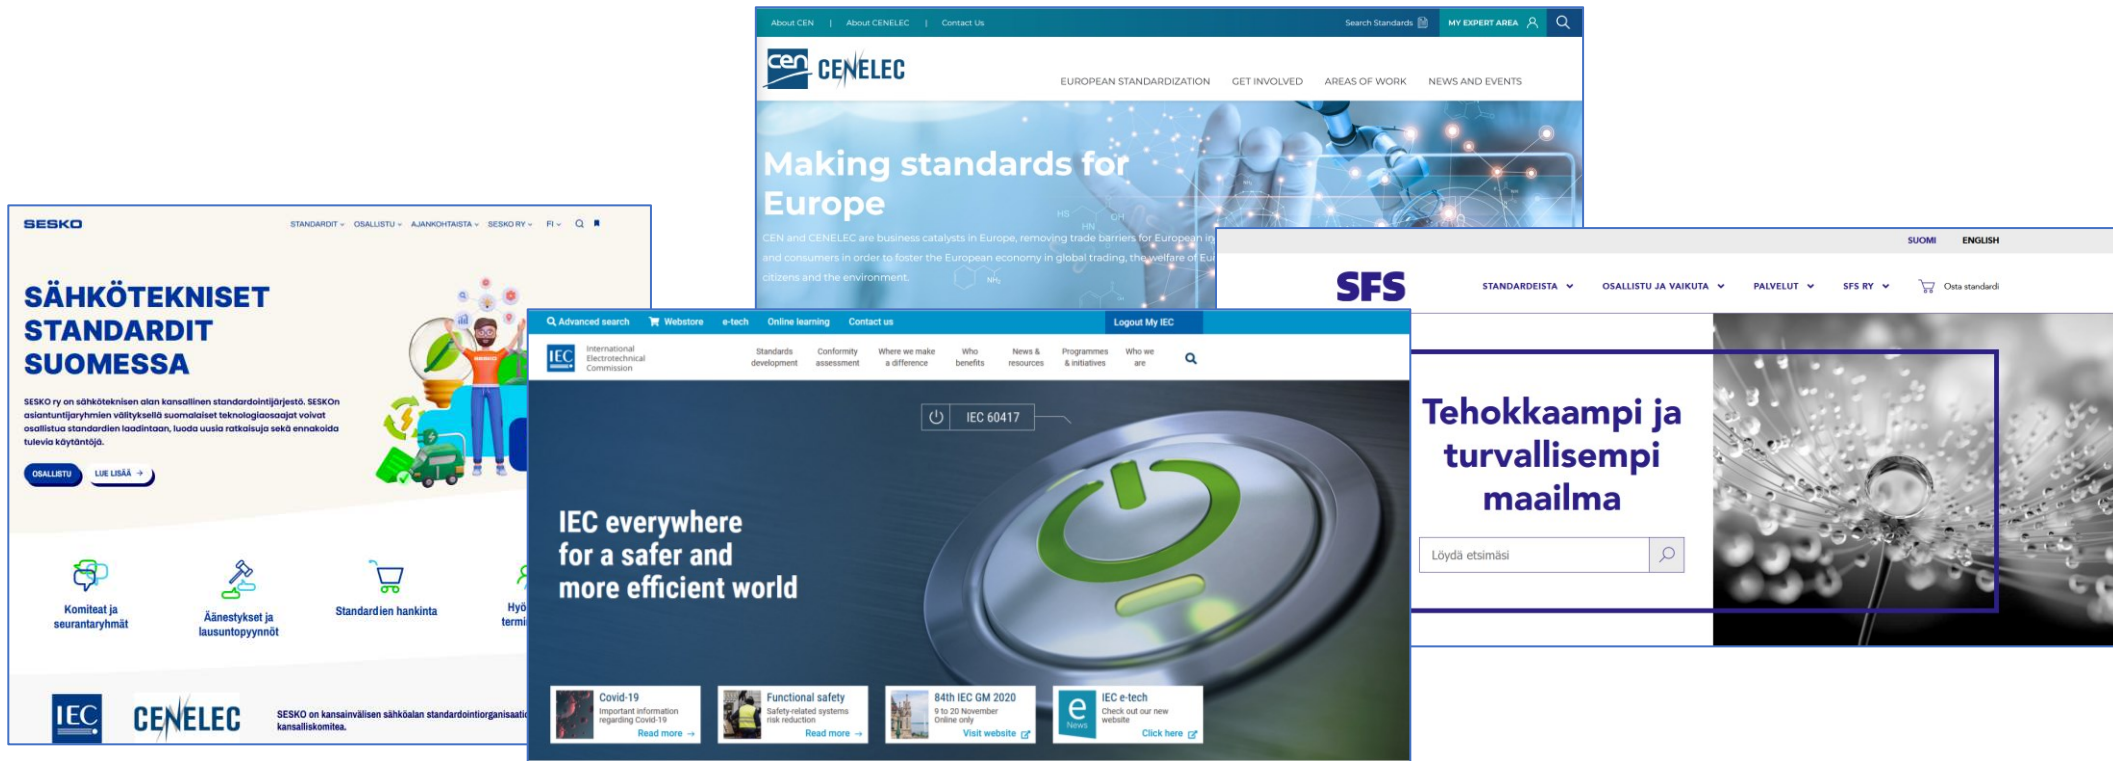 About CEN | About CENELEC | Contact Us
Search Standards
MY EXPERT AREA
cen CENELEC
EUROPEAN STANDARDIZATION GET INVOLVED AREAS OF WORK NEWS AND EVENTS
Making standards for
Europe
CEN and CENELEC are business catalysts in Europe, removing trade barriers for European in
and consumers in order to foster the European economy in global trading, the welfare of Eu
citizens and the environment.
HS OH
HN
NH₂
SESKO
STANDARDIT OSALLISTU AJANKOHTAISTA SESKO RY FI
SÄHKÖTEKNISET
STANDARDIT
SUOMESSA
SESKO
SESKO ry on sähköteknisen alan kansallinen standardointijärjestö. SESKOn
asiantuntijaryhmien välityksellä suomalaiset teknologiaosaajat voivat
osallistua standardien laadintaan, luoda uusia ratkaisuja sekä ennakoida
tulevia käytäntöjä.
OSALLISTU LUE LISÄÄ →
Komiteat ja
seurantaryhmät
Äänestykset ja
lausuntopyynnöt
Standardien hankinta
Hyö
termi
IEC CENELEC
SESKO on kansainvälisen sähköalan standardointiorganisaatio
kansalliskomitea.
Advanced search Webstore e-tech Online learning Contact us
Logout My IEC
IEC
International
Electrotechnical
Commission
Standards
development
Conformity
assessment
Where we make
a difference
Who
benefits
News &
resources
Programmes
& initiatives
Who we
are
IEC 60417
IEC everywhere
for a safer and
more efficient world
Covid-19
Important information
regarding Covid-19
Read more →
Functional safety
Safety-related systems
risk reduction
Read more →
84th IEC GM 2020
9 to 20 November
Online only
Visit website
e
News
IEC e-tech
Check out our new
website
Click here
SUOMI ENGLISH
SFS
STANDARDEISTA OSALLISTU JA VAIKUTA PALVELUT SFS RY Osta standardi
Tehokkaampi ja
turvallisempi
maailma
Löydä etsimäsi